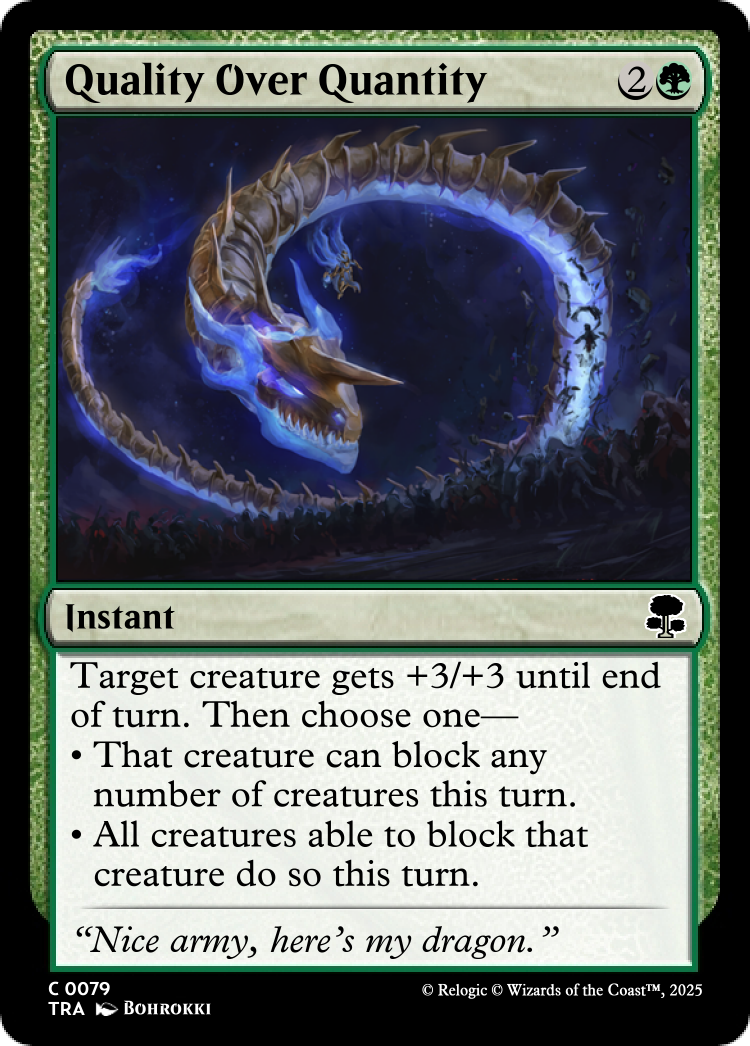 Quality Over Quantity 2
Instant
Target creature gets +3/+3 until end
of turn. Then choose one—
• That creature can block any
number of creatures this turn.
• All creatures able to block that
creature do so this turn.
“Nice army, here’s my dragon.”
C 0079
TRA BOHROKKI
© Relogic © Wizards of the Coast™, 2025